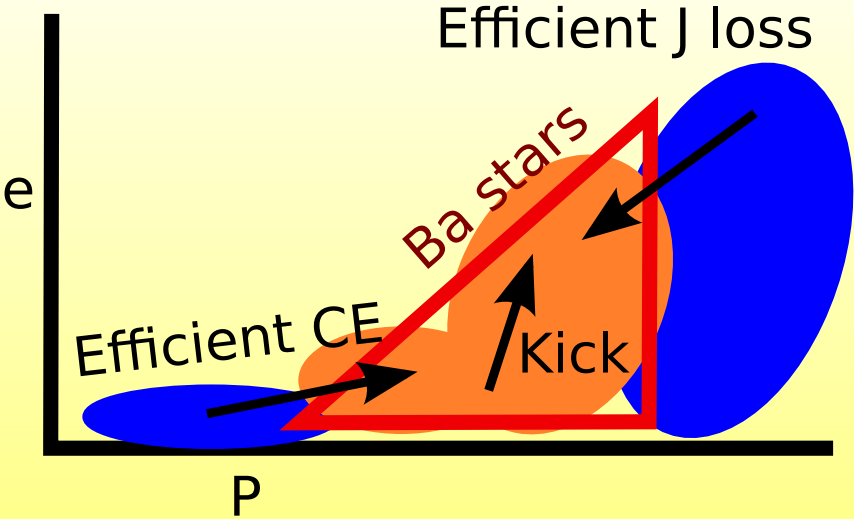 Efficient J loss
Ba stars
e
Efficient CE
Kick
P